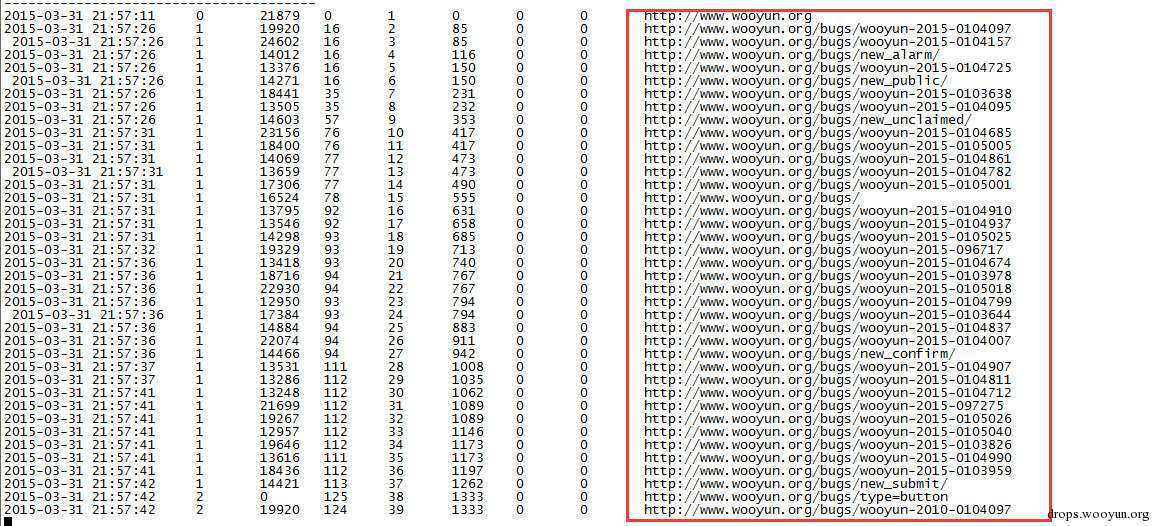 ----------------------------------------
2015-03-31 21:57:11 0 21879 0 1 0 0 0 http://www.wooyun.org
2015-03-31 21:57:26 1 19920 16 2 85 0 0 http://www.wooyun.org/bugs/wooyun-2015-0104097
2015-03-31 21:57:26 1 24602 16 3 85 0 0 http://www.wooyun.org/bugs/wooyun-2015-0104157
2015-03-31 21:57:26 1 14012 16 4 116 0 0 http://www.wooyun.org/bugs/new_alarm/
2015-03-31 21:57:26 1 13376 16 5 150 0 0 http://www.wooyun.org/bugs/wooyun-2015-0104725
2015-03-31 21:57:26 1 14271 16 6 150 0 0 http://www.wooyun.org/bugs/new_public/
2015-03-31 21:57:26 1 18441 35 7 231 0 0 http://www.wooyun.org/bugs/wooyun-2015-0103638
2015-03-31 21:57:26 1 13505 35 8 232 0 0 http://www.wooyun.org/bugs/wooyun-2015-0104095
2015-03-31 21:57:26 1 14603 57 9 353 0 0 http://www.wooyun.org/bugs/new_unclaimed/
2015-03-31 21:57:31 1 23156 76 10 417 0 0 http://www.wooyun.org/bugs/wooyun-2015-0104685
2015-03-31 21:57:31 1 18400 76 11 417 0 0 http://www.wooyun.org/bugs/wooyun-2015-0105005
2015-03-31 21:57:31 1 14069 77 12 473 0 0 http://www.wooyun.org/bugs/wooyun-2015-0104861
2015-03-31 21:57:31 1 13659 77 13 473 0 0 http://www.wooyun.org/bugs/wooyun-2015-0104782
2015-03-31 21:57:31 1 17306 77 14 490 0 0 http://www.wooyun.org/bugs/wooyun-2015-0105001
2015-03-31 21:57:31 1 16524 78 15 555 0 0 http://www.wooyun.org/bugs/
2015-03-31 21:57:31 1 13795 92 16 631 0 0 http://www.wooyun.org/bugs/wooyun-2015-0104910
2015-03-31 21:57:31 1 13546 92 17 658 0 0 http://www.wooyun.org/bugs/wooyun-2015-0104937
2015-03-31 21:57:31 1 14298 93 18 685 0 0 http://www.wooyun.org/bugs/wooyun-2015-0105025
2015-03-31 21:57:32 1 19329 93 19 713 0 0 http://www.wooyun.org/bugs/wooyun-2015-096717
2015-03-31 21:57:36 1 13418 93 20 740 0 0 http://www.wooyun.org/bugs/wooyun-2015-0104674
2015-03-31 21:57:36 1 18716 94 21 767 0 0 http://www.wooyun.org/bugs/wooyun-2015-0103978
2015-03-31 21:57:36 1 22930 94 22 767 0 0 http://www.wooyun.org/bugs/wooyun-2015-0105018
2015-03-31 21:57:36 1 12950 93 23 794 0 0 http://www.wooyun.org/bugs/wooyun-2015-0104799
2015-03-31 21:57:36 1 17384 93 24 794 0 0 http://www.wooyun.org/bugs/wooyun-2015-0103644
2015-03-31 21:57:36 1 14884 94 25 883 0 0 http://www.wooyun.org/bugs/wooyun-2015-0104837
2015-03-31 21:57:36 1 22074 94 26 911 0 0 http://www.wooyun.org/bugs/wooyun-2015-0104007
2015-03-31 21:57:36 1 14466 94 27 942 0 0 http://www.wooyun.org/bugs/new_confirm/
2015-03-31 21:57:37 1 13531 111 28 1008 0 0 http://www.wooyun.org/bugs/wooyun-2015-0104907
2015-03-31 21:57:37 1 13286 112 29 1035 0 0 http://www.wooyun.org/bugs/wooyun-2015-0104811
2015-03-31 21:57:41 1 13248 112 30 1062 0 0 http://www.wooyun.org/bugs/wooyun-2015-0104712
2015-03-31 21:57:41 1 21699 112 31 1089 0 0 http://www.wooyun.org/bugs/wooyun-2015-097275
2015-03-31 21:57:41 1 19267 112 32 1089 0 0 http://www.wooyun.org/bugs/wooyun-2015-0105026
2015-03-31 21:57:41 1 12957 112 33 1146 0 0 http://www.wooyun.org/bugs/wooyun-2015-0105040
2015-03-31 21:57:41 1 19646 112 34 1173 0 0 http://www.wooyun.org/bugs/wooyun-2015-0103826
2015-03-31 21:57:41 1 13616 111 35 1173 0 0 http://www.wooyun.org/bugs/wooyun-2015-0104990
2015-03-31 21:57:41 1 18436 112 36 1197 0 0 http://www.wooyun.org/bugs/wooyun-2015-0103959
2015-03-31 21:57:42 1 14421 113 37 1262 0 0 http://www.wooyun.org/bugs/new_submit/
2015-03-31 21:57:42 2 0 125 38 1333 0 0 http://www.wooyun.org/bugs/type=button
2015-03-31 21:57:42 2 19920 124 39 1333 0 0 http://www.wooyun.org/bugs/wooyun-2010-0104097
drops.wooyun.org